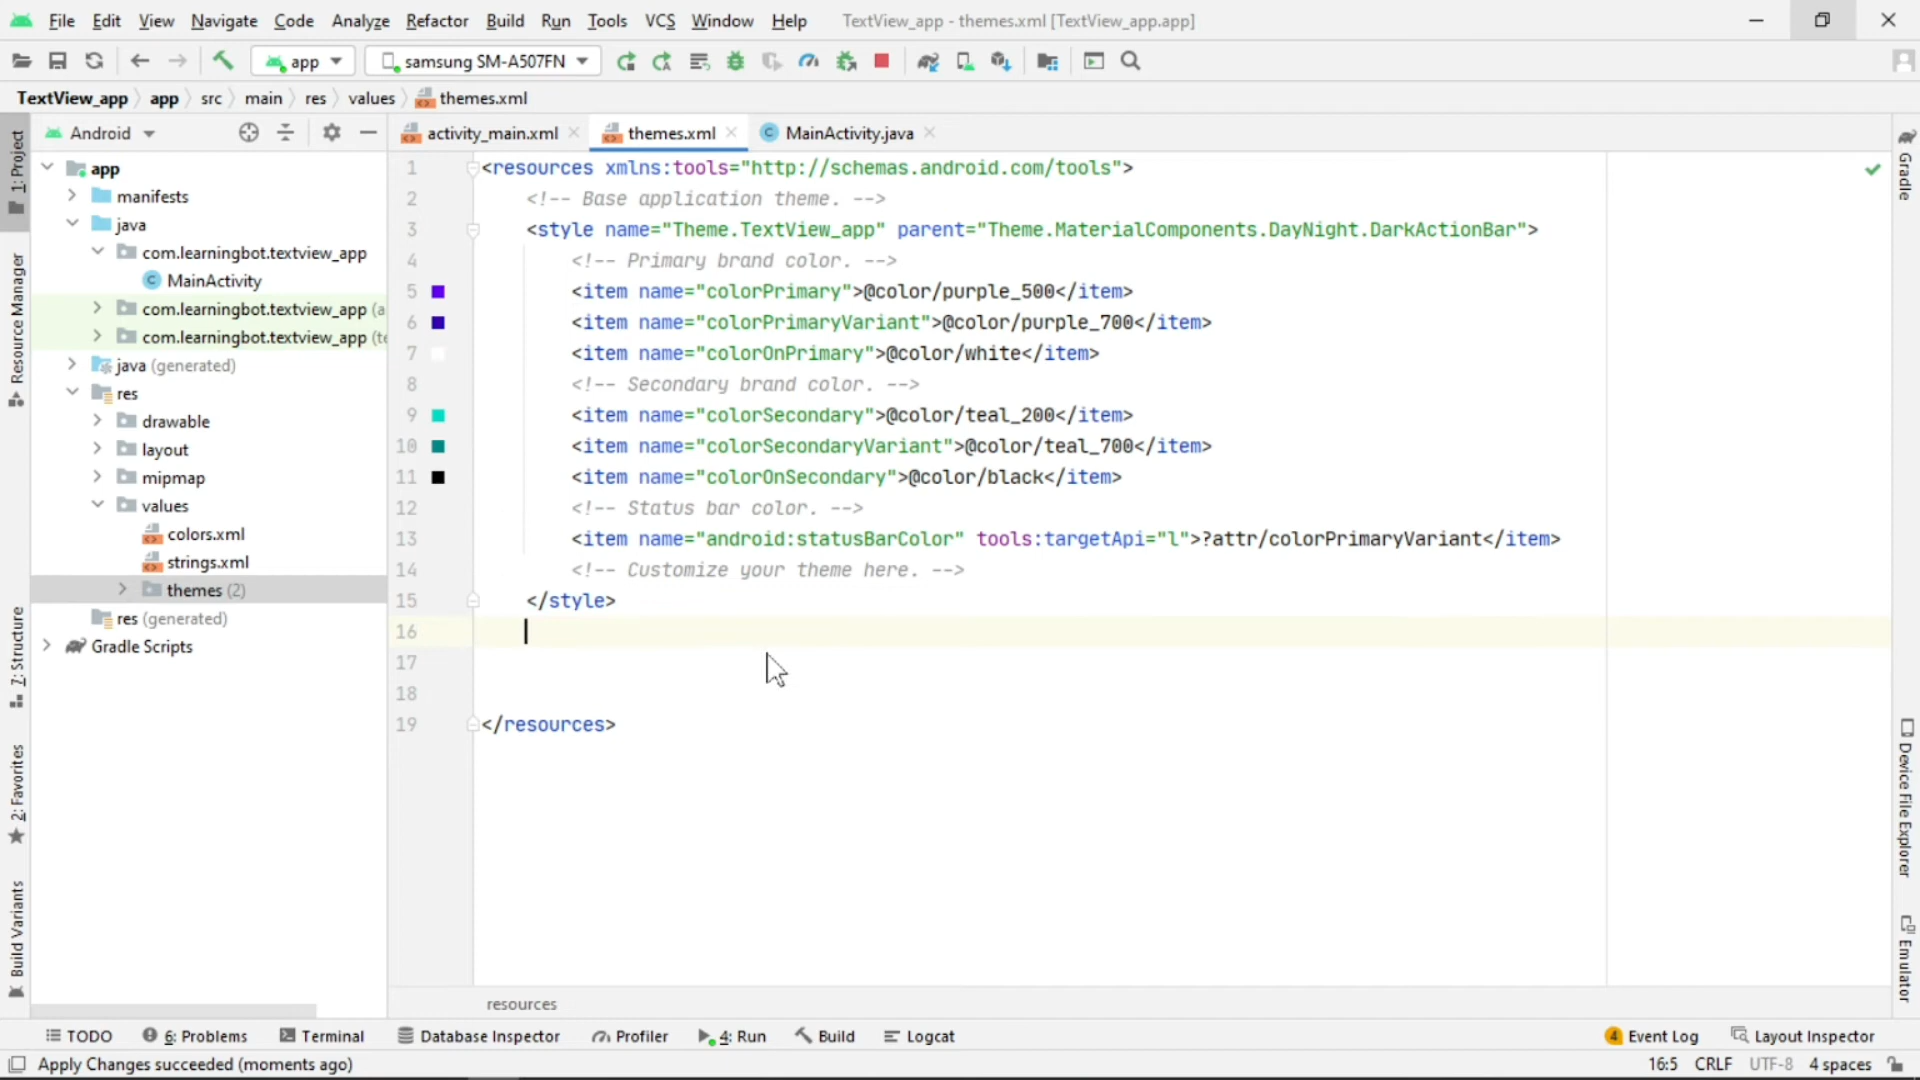 File Edit View Navigate Code Analyze Refactor Build Run Tools VCS Window Help TextView_app - themes.xml [TextView_app.app]
app samsung SM-A507FN
TextView_app app src main res values themes.xml
Android activity_main.xml themes.xml MainActivity.java
app
manifests
java
com.learningbot.textview_app
MainActivity
com.learningbot.textview_app (a
com.learningbot.textview_app (te
java (generated)
res
drawable
layout
mipmap
values
colors.xml
strings.xml
themes (2)
res (generated)
Gradle Scripts
1: Project
Resource Manager
7: Structure
2: Favorites
Build Variants
1 <resources xmlns:tools="http://schemas.android.com/tools">
2 <!-- Base application theme. -->
3 <style name="Theme.TextView_app" parent="Theme.MaterialComponents.DayNight.DarkActionBar">
4 <!-- Primary brand color. -->
5 <item name="colorPrimary">@color/purple_500</item>
6 <item name="colorPrimaryVariant">@color/purple_700</item>
7 <item name="colorOnPrimary">@color/white</item>
8 <!-- Secondary brand color. -->
9 <item name="colorSecondary">@color/teal_200</item>
10 <item name="colorSecondaryVariant">@color/teal_700</item>
11 <item name="colorOnSecondary">@color/black</item>
12 <!-- Status bar color. -->
13 <item name="android:statusBarColor" tools:targetApi="l">?attr/colorPrimaryVariant</item>
14 <!-- Customize your theme here. -->
15 </style>
16
17
18
19 </resources>
Gradle
Device File Explorer
Emulator
resources
TODO 6: Problems Terminal Database Inspector Profiler 4: Run Build Logcat 4 Event Log Layout Inspector
Apply Changes succeeded (moments ago) 16:5 CRLF UTF-8 4 spaces